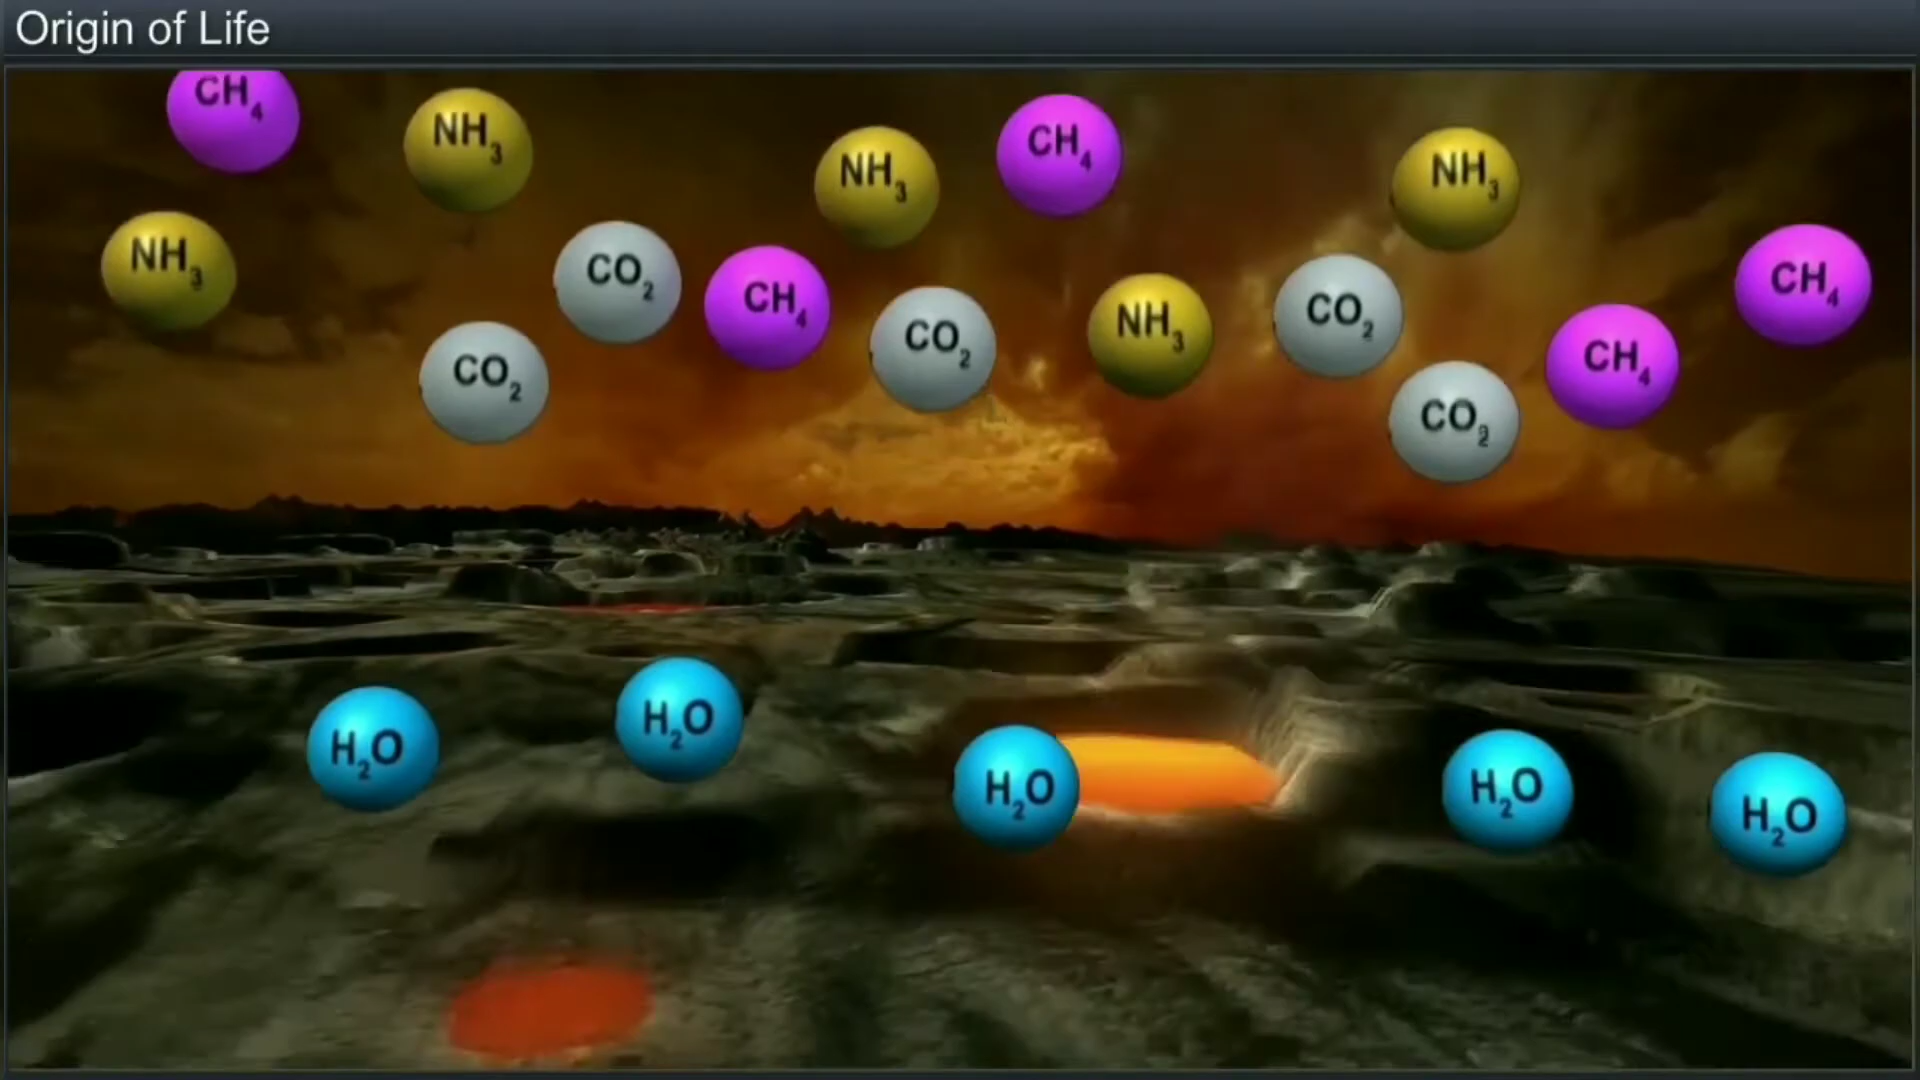 Origin of Life
CH₄
NH₃
NH₃
CH₄
NH₃
NH₃
CO₂
CH₄
CO₂
NH₃
CO₂
CH₄
CH₄
CO₂
CO₂
H₂O
H₂O
H₂O
H₂O
H₂O